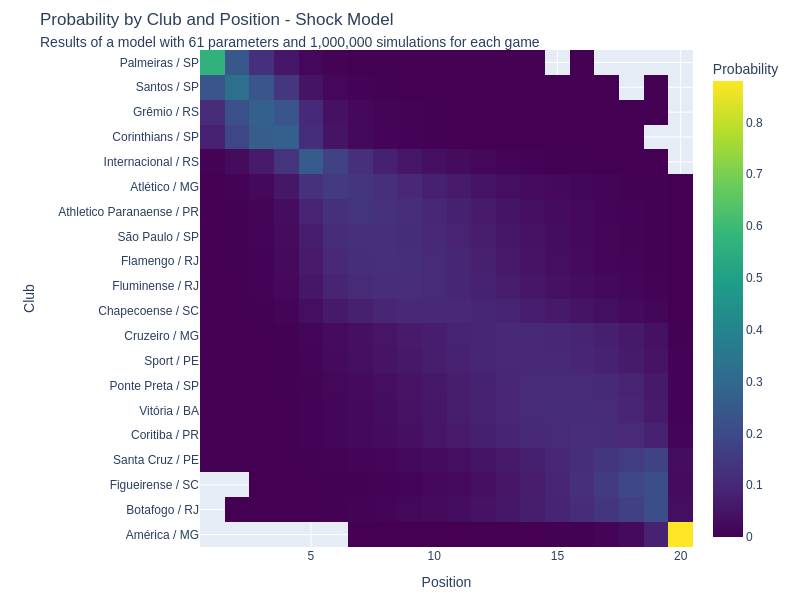 Probability by Club and Position - Shock Model
Results of a model with 61 parameters and 1,000,000 simulations for each game
Palmeiras / SP
Santos / SP
Grêmio / RS
Corinthians / SP
Internacional / RS
Atlético / MG
Athletico Paranaense / PR
São Paulo / SP
Flamengo / RJ
Fluminense / RJ
Chapecoense / SC
Cruzeiro / MG
Sport / PE
Ponte Preta / SP
Vitória / BA
Coritiba / PR
Santa Cruz / PE
Figueirense / SC
Botafogo / RJ
América / MG
Club
5
10
15
20
Position
Probability
0.8
0.7
0.6
0.5
0.4
0.3
0.2
0.1
0